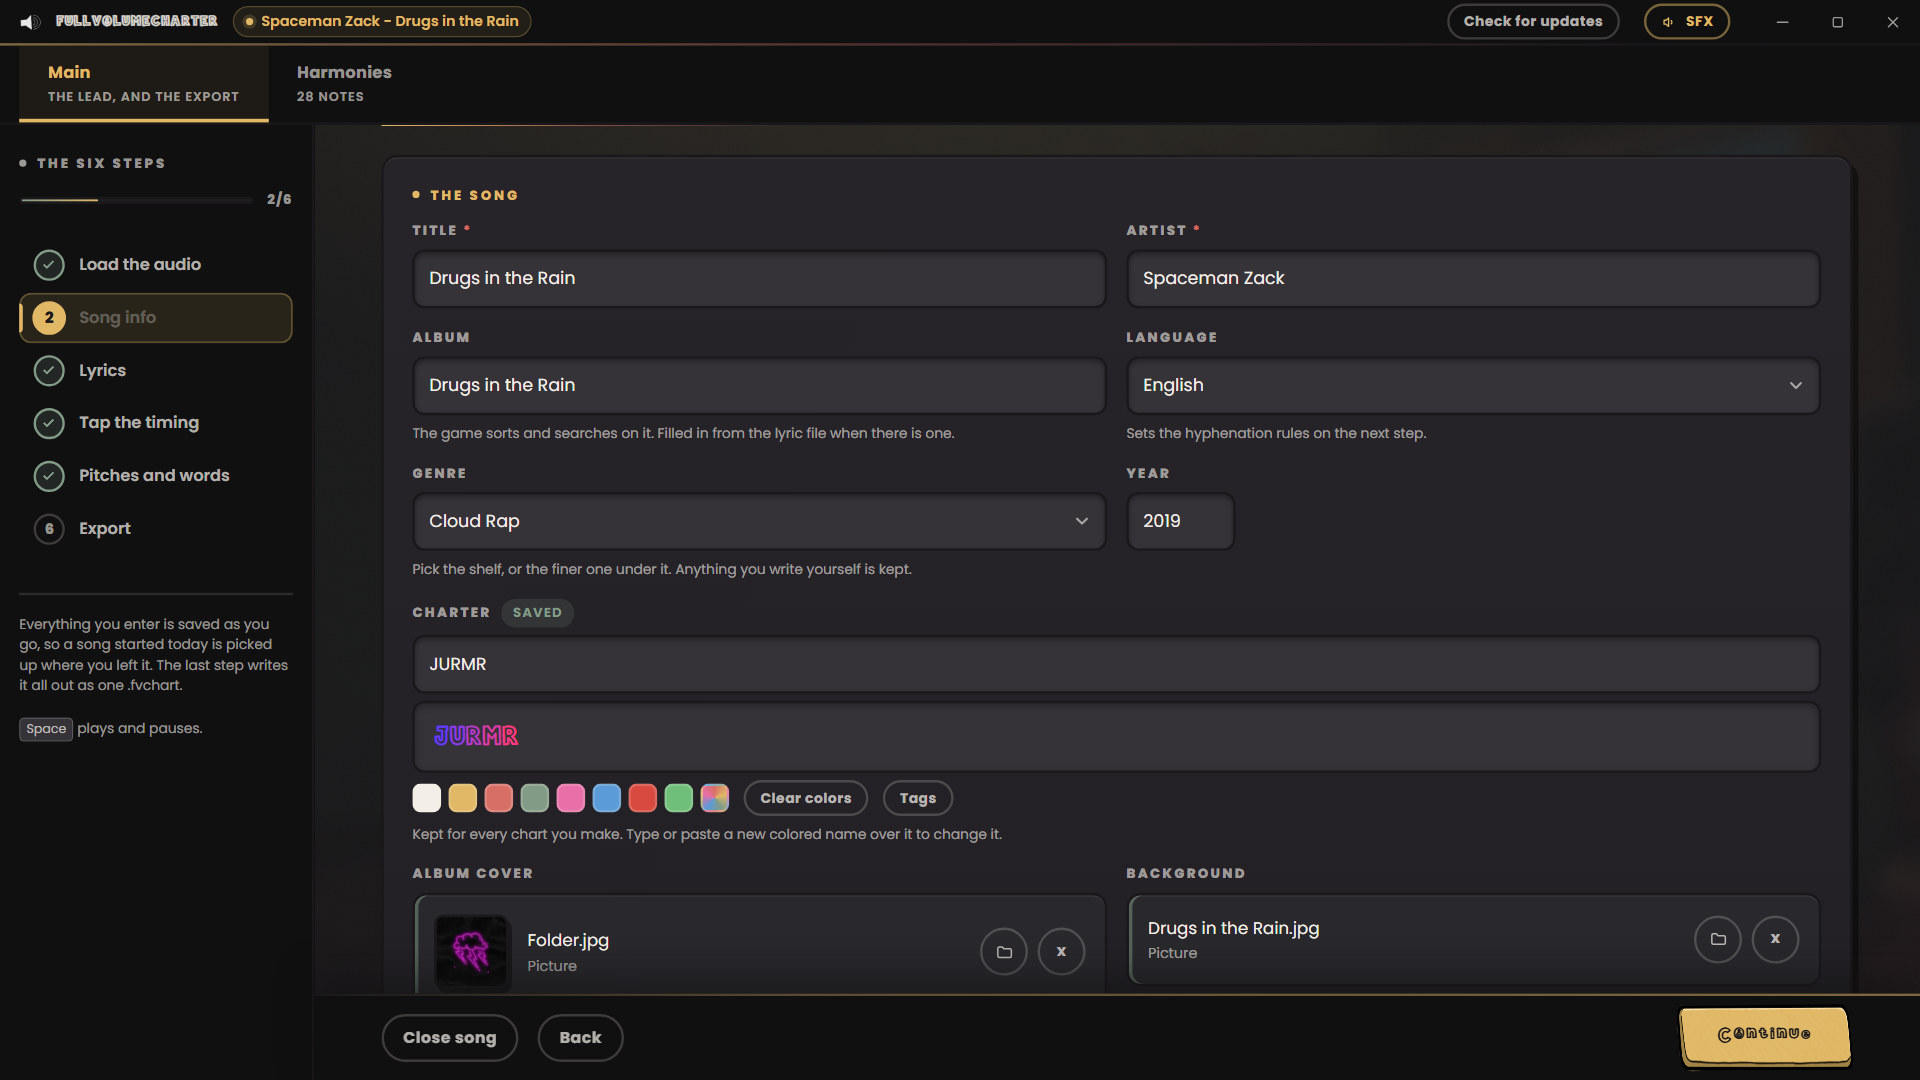 FULLVOLUMECHARTER
Spaceman Zack - Drugs in the Rain
Check for updates
SFX
Main
THE LEAD, AND THE EXPORT
Harmonies
28 NOTES
THE SIX STEPS
2/6
Load the audio
2 Song info
Lyrics
Tap the timing
Pitches and words
6 Export
Everything you enter is saved as you
go, so a song started today is picked
up where you left it. The last step writes
it all out as one .fvchart.
Space plays and pauses.
THE SONG
TITLE *
ARTIST *
Drugs in the Rain
Spaceman Zack
ALBUM
LANGUAGE
Drugs in the Rain
English
The game sorts and searches on it. Filled in from the lyric file when there is one.
Sets the hyphenation rules on the next step.
GENRE
YEAR
Cloud Rap
2019
Pick the shelf, or the finer one under it. Anything you write yourself is kept.
CHARTER SAVED
JURMR
JURMR
Clear colors
Tags
Kept for every chart you make. Type or paste a new colored name over it to change it.
ALBUM COVER
BACKGROUND
Folder.jpg
Picture
X
Drugs in the Rain.jpg
Picture
X
Close song
Back
Continue